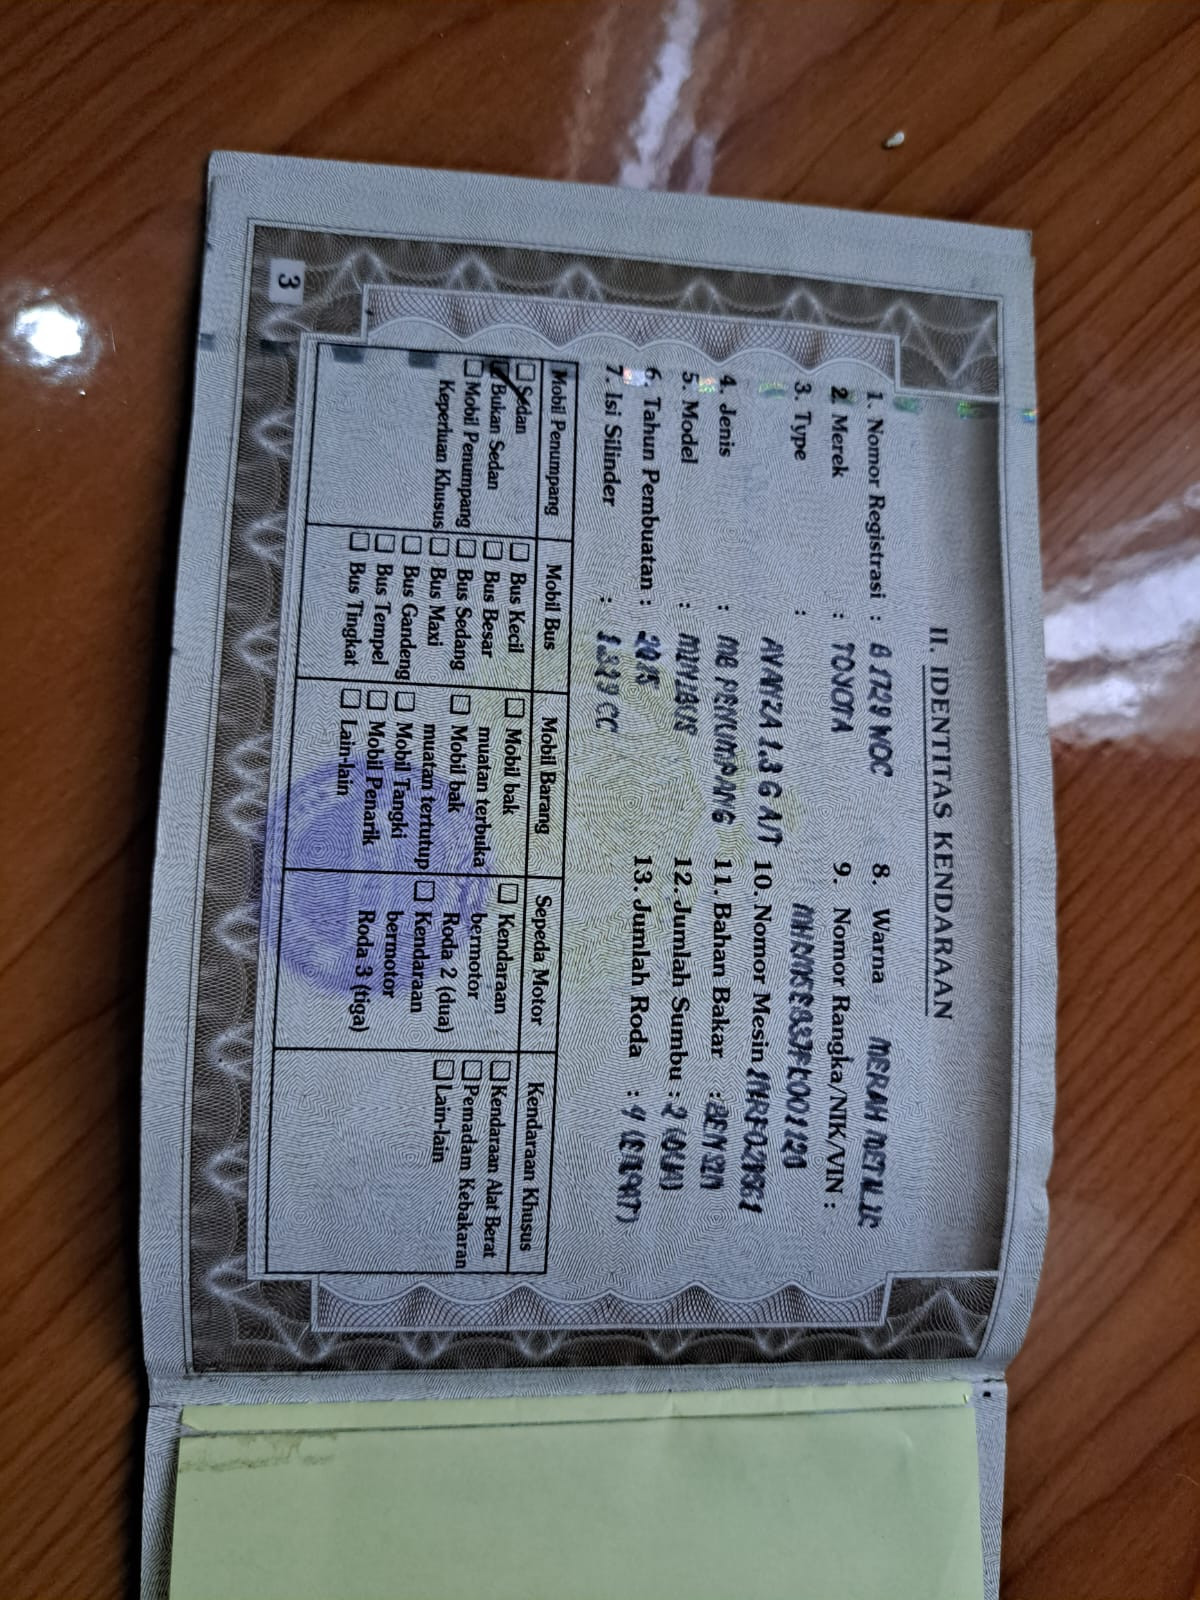 II. IDENTITAS KENDARAAN
1. Nomor Registrasi : B 1729 WOC
2. Merek : TOYOTA
3. Type :
AVANZA 1.3 G A/T
4. Jenis : MB PENUMPANG
5. Model : MINIBUS
6. Tahun Pembuatan : 2015
7. Isi Silinder : 1.329 CC
8. Warna MERAH METALIK
9. Nomor Rangka/NIK/VIN :
10. Nomor Mesin
11. Bahan Bakar : BENSIN
12. Jumlah Sumbu : 2 (DUA)
13. Jumlah Roda : 4 (EMPAT)
Mobil Penumpang
Sedan
Bukan Sedan
Mobil Penumpang
Keperluan Khusus
Mobil Bus
Bus Kecil
Bus Besar
Bus Sedang
Bus Maxi
Bus Gandeng
Bus Tempel
Bus Tingkat
Mobil Barang
Mobil bak
muatan terbuka
Mobil bak
muatan tertutup
Mobil Tangki
Mobil Penarik
Lain-lain
Sepeda Motor
Kendaraan
bermotor
Roda 2 (dua)
Kendaraan
bermotor
Roda 3 (tiga)
Kendaraan Khusus
Kendaraan Alat Berat
Pemadam Kebakaran
Lain-lain
3